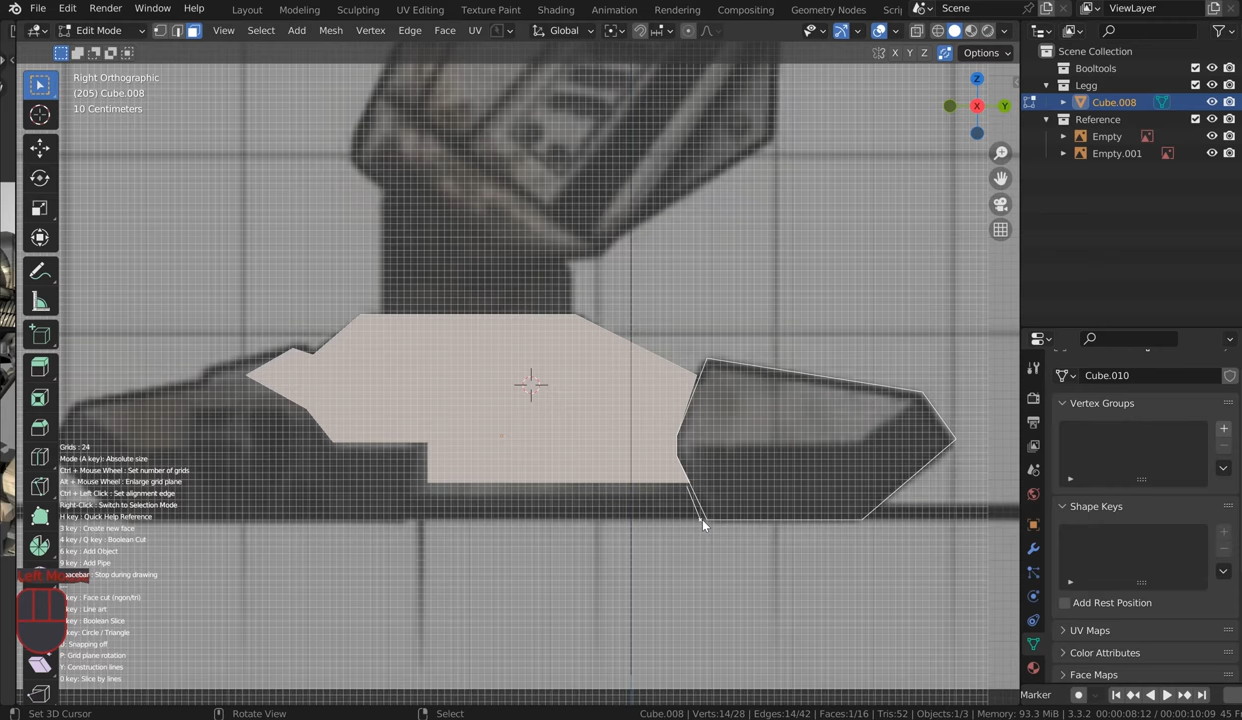 File Edit Render Window Help Layout Modeling Sculpting UV Editing Texture Paint Shading Animation Rendering Compositing Geometry Nodes Scri Scene ViewLayer
Edit Mode View Select Add Mesh Vertex Edge Face UV Global
X Y Z Options
Right Orthographic
(205) Cube.008
10 Centimeters
Z
X
Y
Grids : 24
Mode (A key): Absolute size
Ctrl + Mouse Wheel : Set number of grids
Alt + Mouse Wheel : Enlarge grid plane
Ctrl + Left Click : Set alignment edge
Right-Click : Switch to Selection Mode
H key : Quick Help Reference
3 key : Create new face
4 key / Q key : Boolean Cut
6 key : Add Object
9 key : Add Pipe
pacebar : Stop during drawing
key : Face cut (ngon/tri)
key : Line art
key : Boolean Slice
key: Circle / Triangle
: Snapping off
P: Grid plane rotation
Y: Construction lines
0 key: Slice by lines
Scene Collection
Booltools
Legg
Cube.008
Reference
Empty
Empty.001
Cube.010
Vertex Groups
Shape Keys
Add Rest Position
UV Maps
Color Attributes
Face Maps
Marker
Set 3D Cursor Rotate View Select Cube.008 | Verts:14/28 | Edges:14/42 | Faces:1/16 | Tris:52 | Objects:1/3 | Memory: 93.3 MiB | 3.3.2 00:00:08:12 / 00:00:10:09 45 F